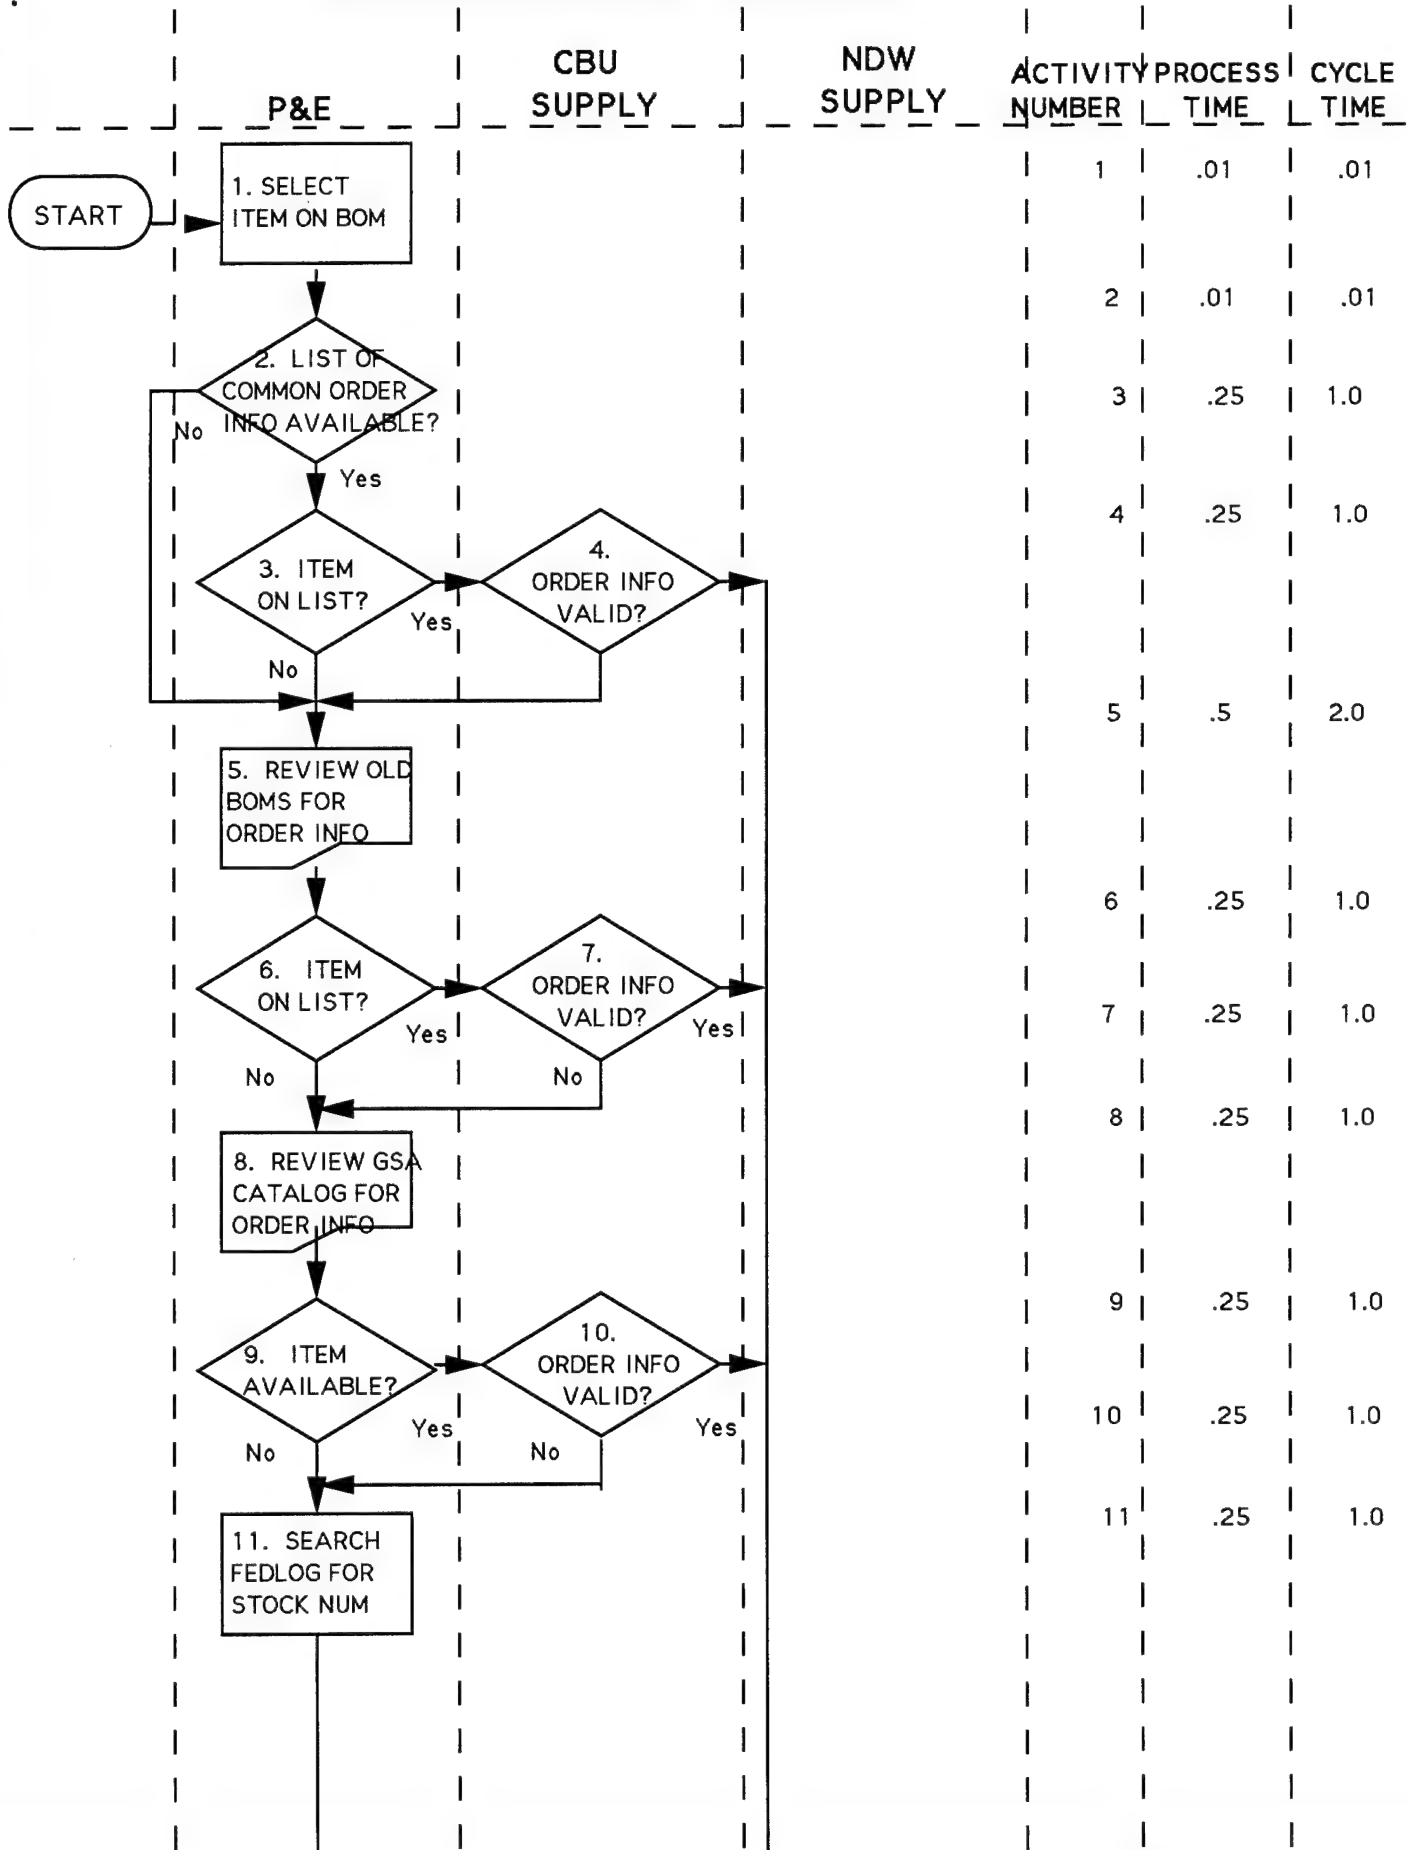 P&E
CBU
SUPPLY
NDW
SUPPLY
ACTIVITY
NUMBER
PROCESS
TIME
CYCLE
TIME
START
1. SELECT
ITEM ON BOM
1 .01 .01
2. LIST OF
COMMON ORDER
INFO AVAILABLE?
No
Yes
2 .01 .01
3 .25 1.0
3. ITEM
ON LIST?
Yes
No
4.
ORDER INFO
VALID?
4 .25 1.0
5. REVIEW OLD
BOMS FOR
ORDER INFO
5 .5 2.0
6. ITEM
ON LIST?
Yes
No
7.
ORDER INFO
VALID?
Yes
No
6 .25 1.0
7 .25 1.0
8. REVIEW GSA
CATALOG FOR
ORDER INFO
8 .25 1.0
9. ITEM
AVAILABLE?
Yes
No
10.
ORDER INFO
VALID?
Yes
No
9 .25 1.0
10 .25 1.0
11. SEARCH
FEDLOG FOR
STOCK NUM
11 .25 1.0